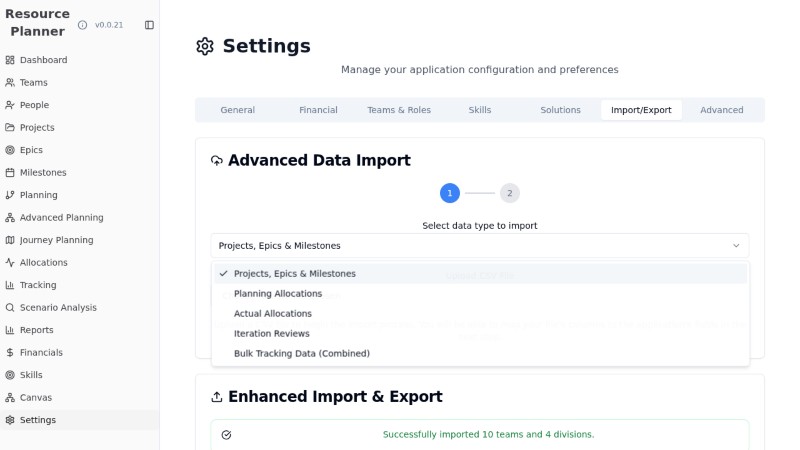 Resource
Planner
v0.0.21
Dashboard
Teams
People
Projects
Epics
Milestones
Planning
Advanced Planning
Journey Planning
Allocations
Tracking
Scenario Analysis
Reports
Financials
Skills
Canvas
Settings
Settings
Manage your application configuration and preferences
General Financial Teams & Roles Skills Solutions Import/Export Advanced
Advanced Data Import
1 2
Select data type to import
Projects, Epics & Milestones
Projects, Epics & Milestones
Planning Allocations
Actual Allocations
Iteration Reviews
Bulk Tracking Data (Combined)
Enhanced Import & Export
Successfully imported 10 teams and 4 divisions.